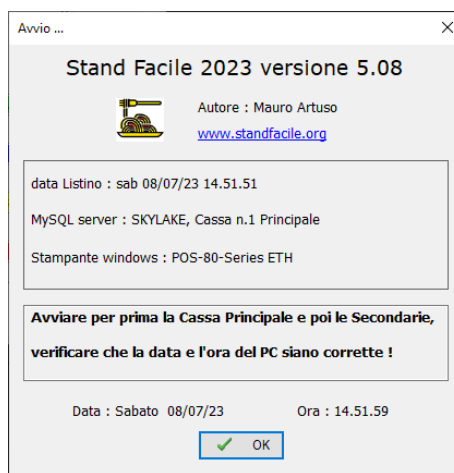 Avvio ...
Stand Facile 2023 versione 5.08
Autore : Mauro Artuso
www.standfacile.org
data Listino : sab 08/07/23 14.51.51
MySQL server : SKYLAKE, Cassa n.1 Principale
Stampante windows : POS-80-Series ETH
Avviare per prima la Cassa Principale e poi le Secondarie,
verificare che la data e l'ora del PC siano corrette !
Data : Sabato 08/07/23 Ora : 14.51.59
OK